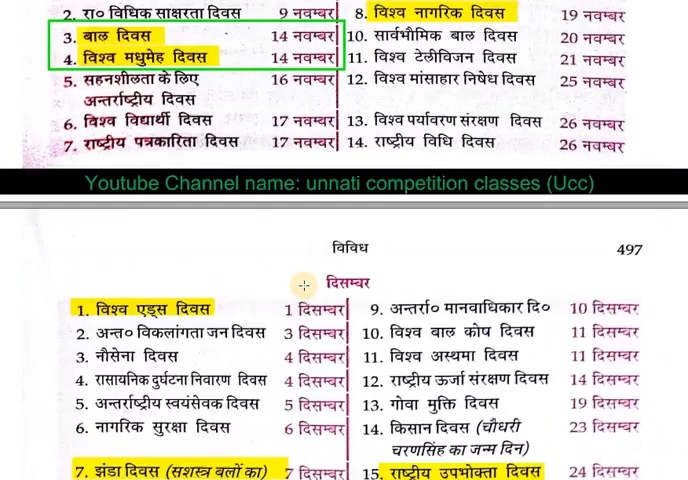 2. रा० विधिक साक्षरता दिवस 9 नवम्बर
3. बाल दिवस 14 नवम्बर
4. विश्व मधुमेह दिवस 14 नवम्बर
5. सहनशीलता के लिए 16 नवम्बर
अन्तर्राष्ट्रीय दिवस
6. विश्व विद्यार्थी दिवस 17 नवम्बर
7. राष्ट्रीय पत्रकारिता दिवस 17 नवम्बर
8. विश्व नागरिक दिवस 19 नवम्बर
10. सार्वभौमिक बाल दिवस 20 नवम्बर
11. विश्व टेलीविजन दिवस 21 नवम्बर
12. विश्व मांसाहार निषेध दिवस 25 नवम्बर
13. विश्व पर्यावरण संरक्षण दिवस 26 नवम्बर
14. राष्ट्रीय विधि दिवस 26 नवम्बर
Youtube Channel name: unnati competition classes (Ucc)
विविध 497
दिसम्बर
1. विश्व एड्स दिवस 1 दिसम्बर
2. अन्त० विकलांगता जन दिवस 3 दिसम्बर
3. नौसेना दिवस 4 दिसम्बर
4. रासायनिक दुर्घटना निवारण दिवस 4 दिसम्बर
5. अन्तर्राष्ट्रीय स्वयंसेवक दिवस 5 दिसम्बर
6. नागरिक सुरक्षा दिवस 6 दिसम्बर
7. झंडा दिवस (सशस्त्र बलों का) 7 दिसम्बर
9. अन्तर्रा० मानवाधिकार दि० 10 दिसम्बर
10. विश्व बाल कोष दिवस 11 दिसम्बर
11. विश्व अस्थमा दिवस 11 दिसम्बर
12. राष्ट्रीय ऊर्जा संरक्षण दिवस 14 दिसम्बर
13. गोवा मुक्ति दिवस 19 दिसम्बर
14. किसान दिवस (चौधरी 23 दिसम्बर
चरणसिंह का जन्म दिन)
15. राष्ट्रीय उपभोक्ता दिवस 24 दिसम्बर